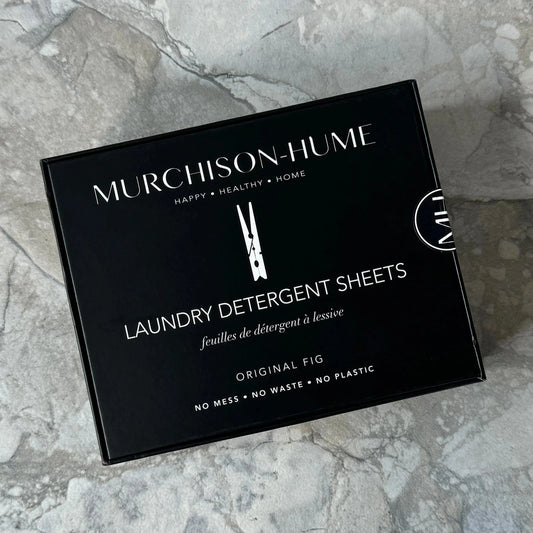 MURCHISON-HUME
HAPPY • HEALTHY • HOME
MH
LAUNDRY DETERGENT SHEETS
feuilles de détergent à lessive
ORIGINAL FIG
NO MESS • NO WASTE • NO PLASTIC